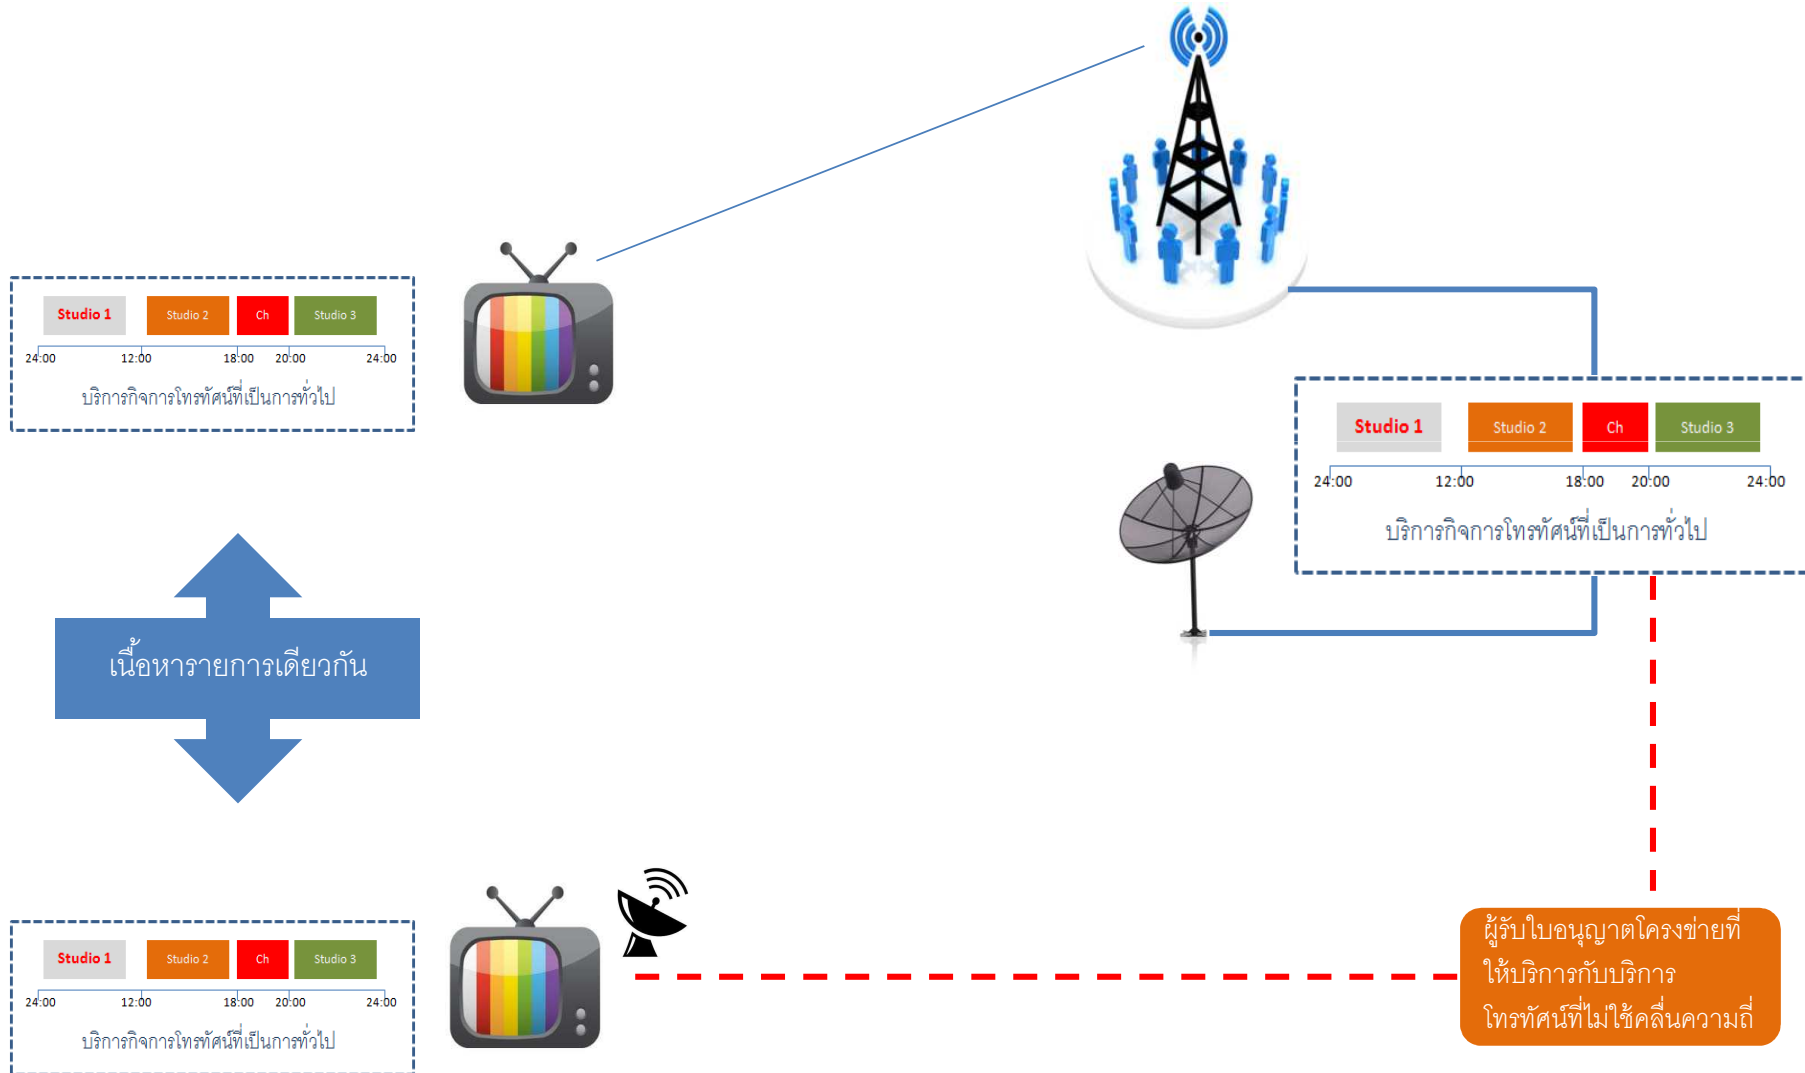 Studio 1 Studio 2 Ch Studio 3
24:00 12:00 18:00 20:00 24:00
บริการกิจการโทรทัศน์ที่เป็นการทั่วไป
Studio 1 Studio 2 Ch Studio 3
24:00 12:00 18:00 20:00 24:00
บริการกิจการโทรทัศน์ที่เป็นการทั่วไป
เนื้อหารายการเดียวกัน
Studio 1 Studio 2 Ch Studio 3
24:00 12:00 18:00 20:00 24:00
บริการกิจการโทรทัศน์ที่เป็นการทั่วไป
ผู้รับใบอนุญาตโครงข่ายที่
ให้บริการกับบริการ
โทรทัศน์ที่ไม่ใช้คลื่นความถี่